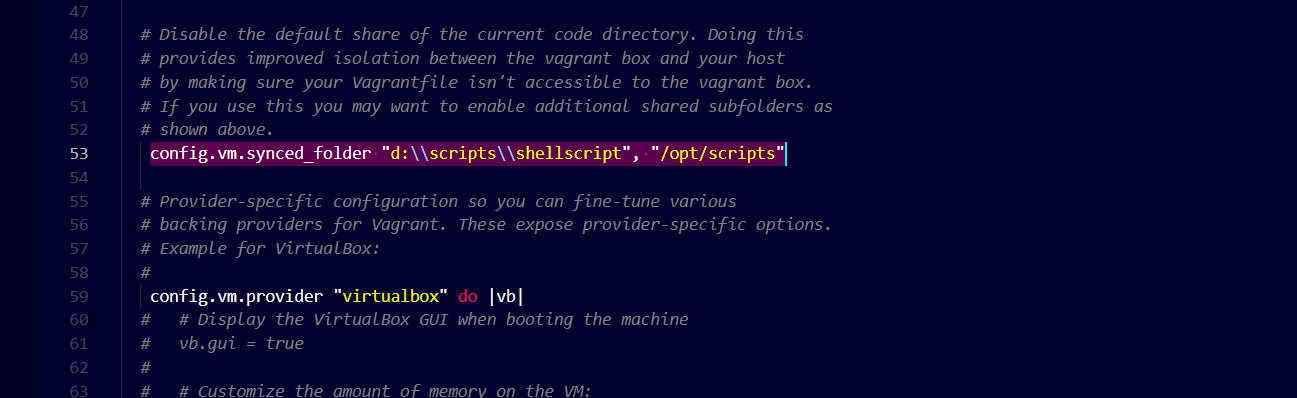 47
48 # Disable the default share of the current code directory. Doing this
49 # provides improved isolation between the vagrant box and your host
50 # by making sure your Vagrantfile isn't accessible to the vagrant box.
51 # If you use this you may want to enable additional shared subfolders as
52 # shown above.
53 config.vm.synced_folder "d:\\scripts\\shellscript", "/opt/scripts"
54
55 # Provider-specific configuration so you can fine-tune various
56 # backing providers for Vagrant. These expose provider-specific options.
57 # Example for VirtualBox:
58 #
59 config.vm.provider "virtualbox" do |vb|
60 #   # Display the VirtualBox GUI when booting the machine
61 #   vb.gui = true
62 #
63 #   # Customize the amount of memory on the VM: